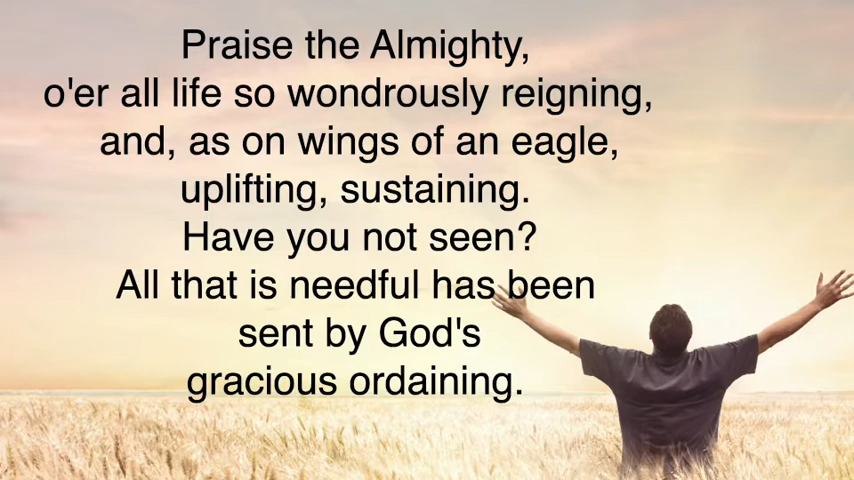 Praise the Almighty,
o'er all life so wondrously reigning,
and, as on wings of an eagle,
uplifting, sustaining.
Have you not seen?
All that is needful has been
sent by God's
gracious ordaining.